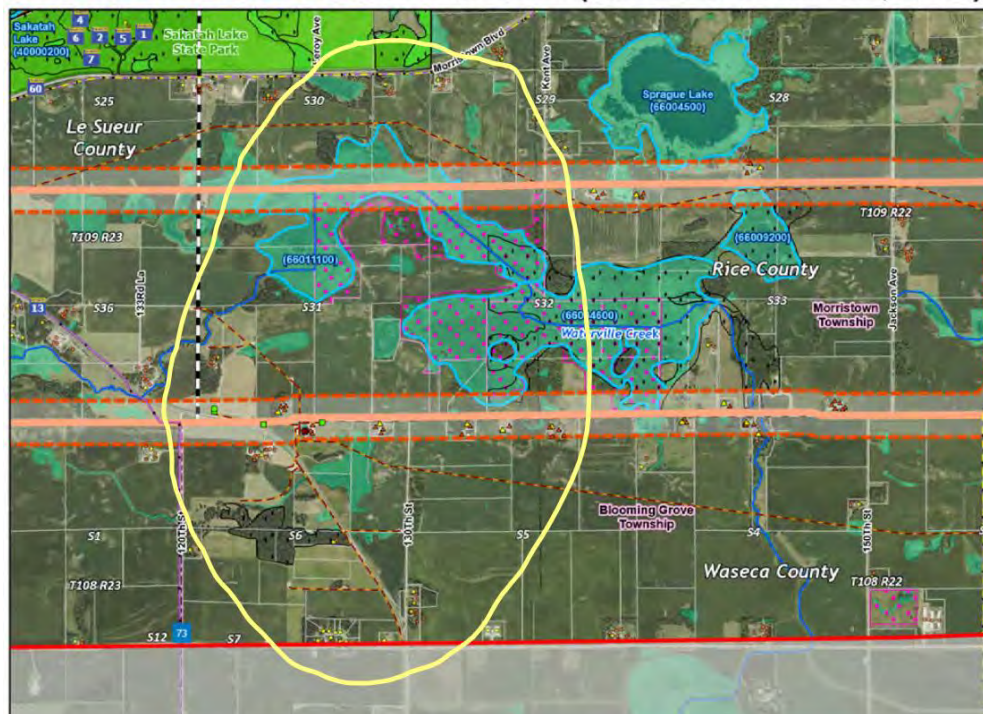 Sakatah Lake
(40000200)
4
6
2
5
1
7
Sakatah Lake
State Park
Morristown Blvd
Kent Ave
60
S25
S30
S29
S28
Sprague Lake
(66004500)
Le Sueur
County
T109 R23
T109 R22
(66009200)
(66011100)
Rice County
133Rd La
S36
S31
S32
S33
13
Waterville Creek
Morristown
Township
Jackson Ave
Blooming Grove
Township
S1
120Th St
S6
130Th St
S5
S4
150Th St
Waseca County
T108 R23
T108 R22
S12
73
S7